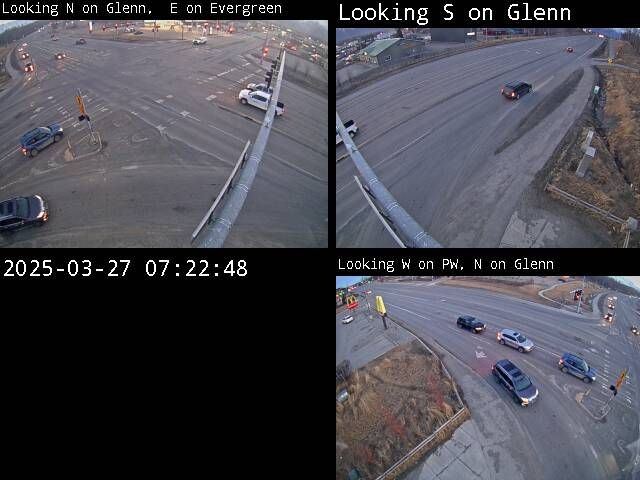 Looking N on Glenn,  E on Evergreen
Looking S on Glenn
2025-03-27 07:22:48
Looking W on PW, N on Glenn